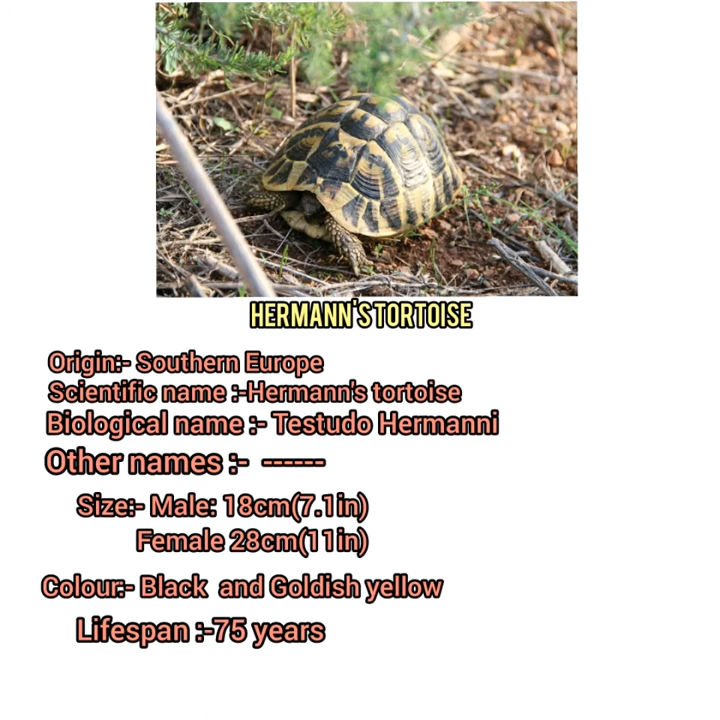 HERMANN'S TORTOISE
Origin:- Southern Europe
Scientific name :-Hermann's tortoise
Biological name :- Testudo Hermanni
Other names :- ------
Size:- Male: 18cm(7.1in)
Female 28cm(11in)
Colour:- Black and Goldish yellow
Lifespan :-75 years